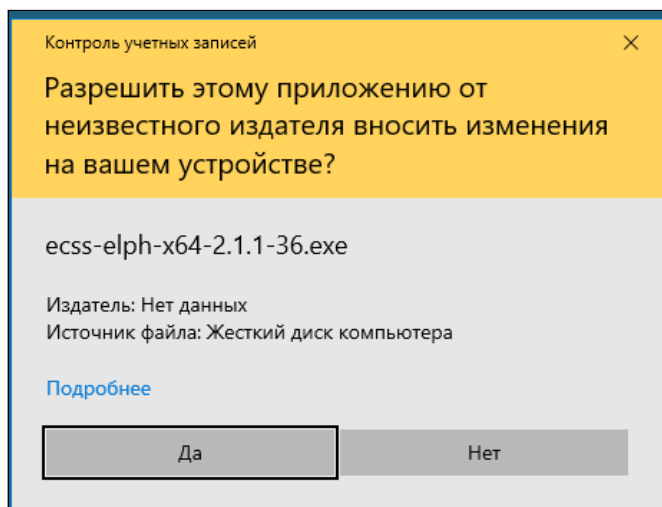 Контроль учетных записей
Разрешить этому приложению от
неизвестного издателя вносить изменения
на вашем устройстве?
ecss-elph-x64-2.1.1-36.exe
Издатель: Нет данных
Источник файла: Жесткий диск компьютера
Подробнее
Да
Нет